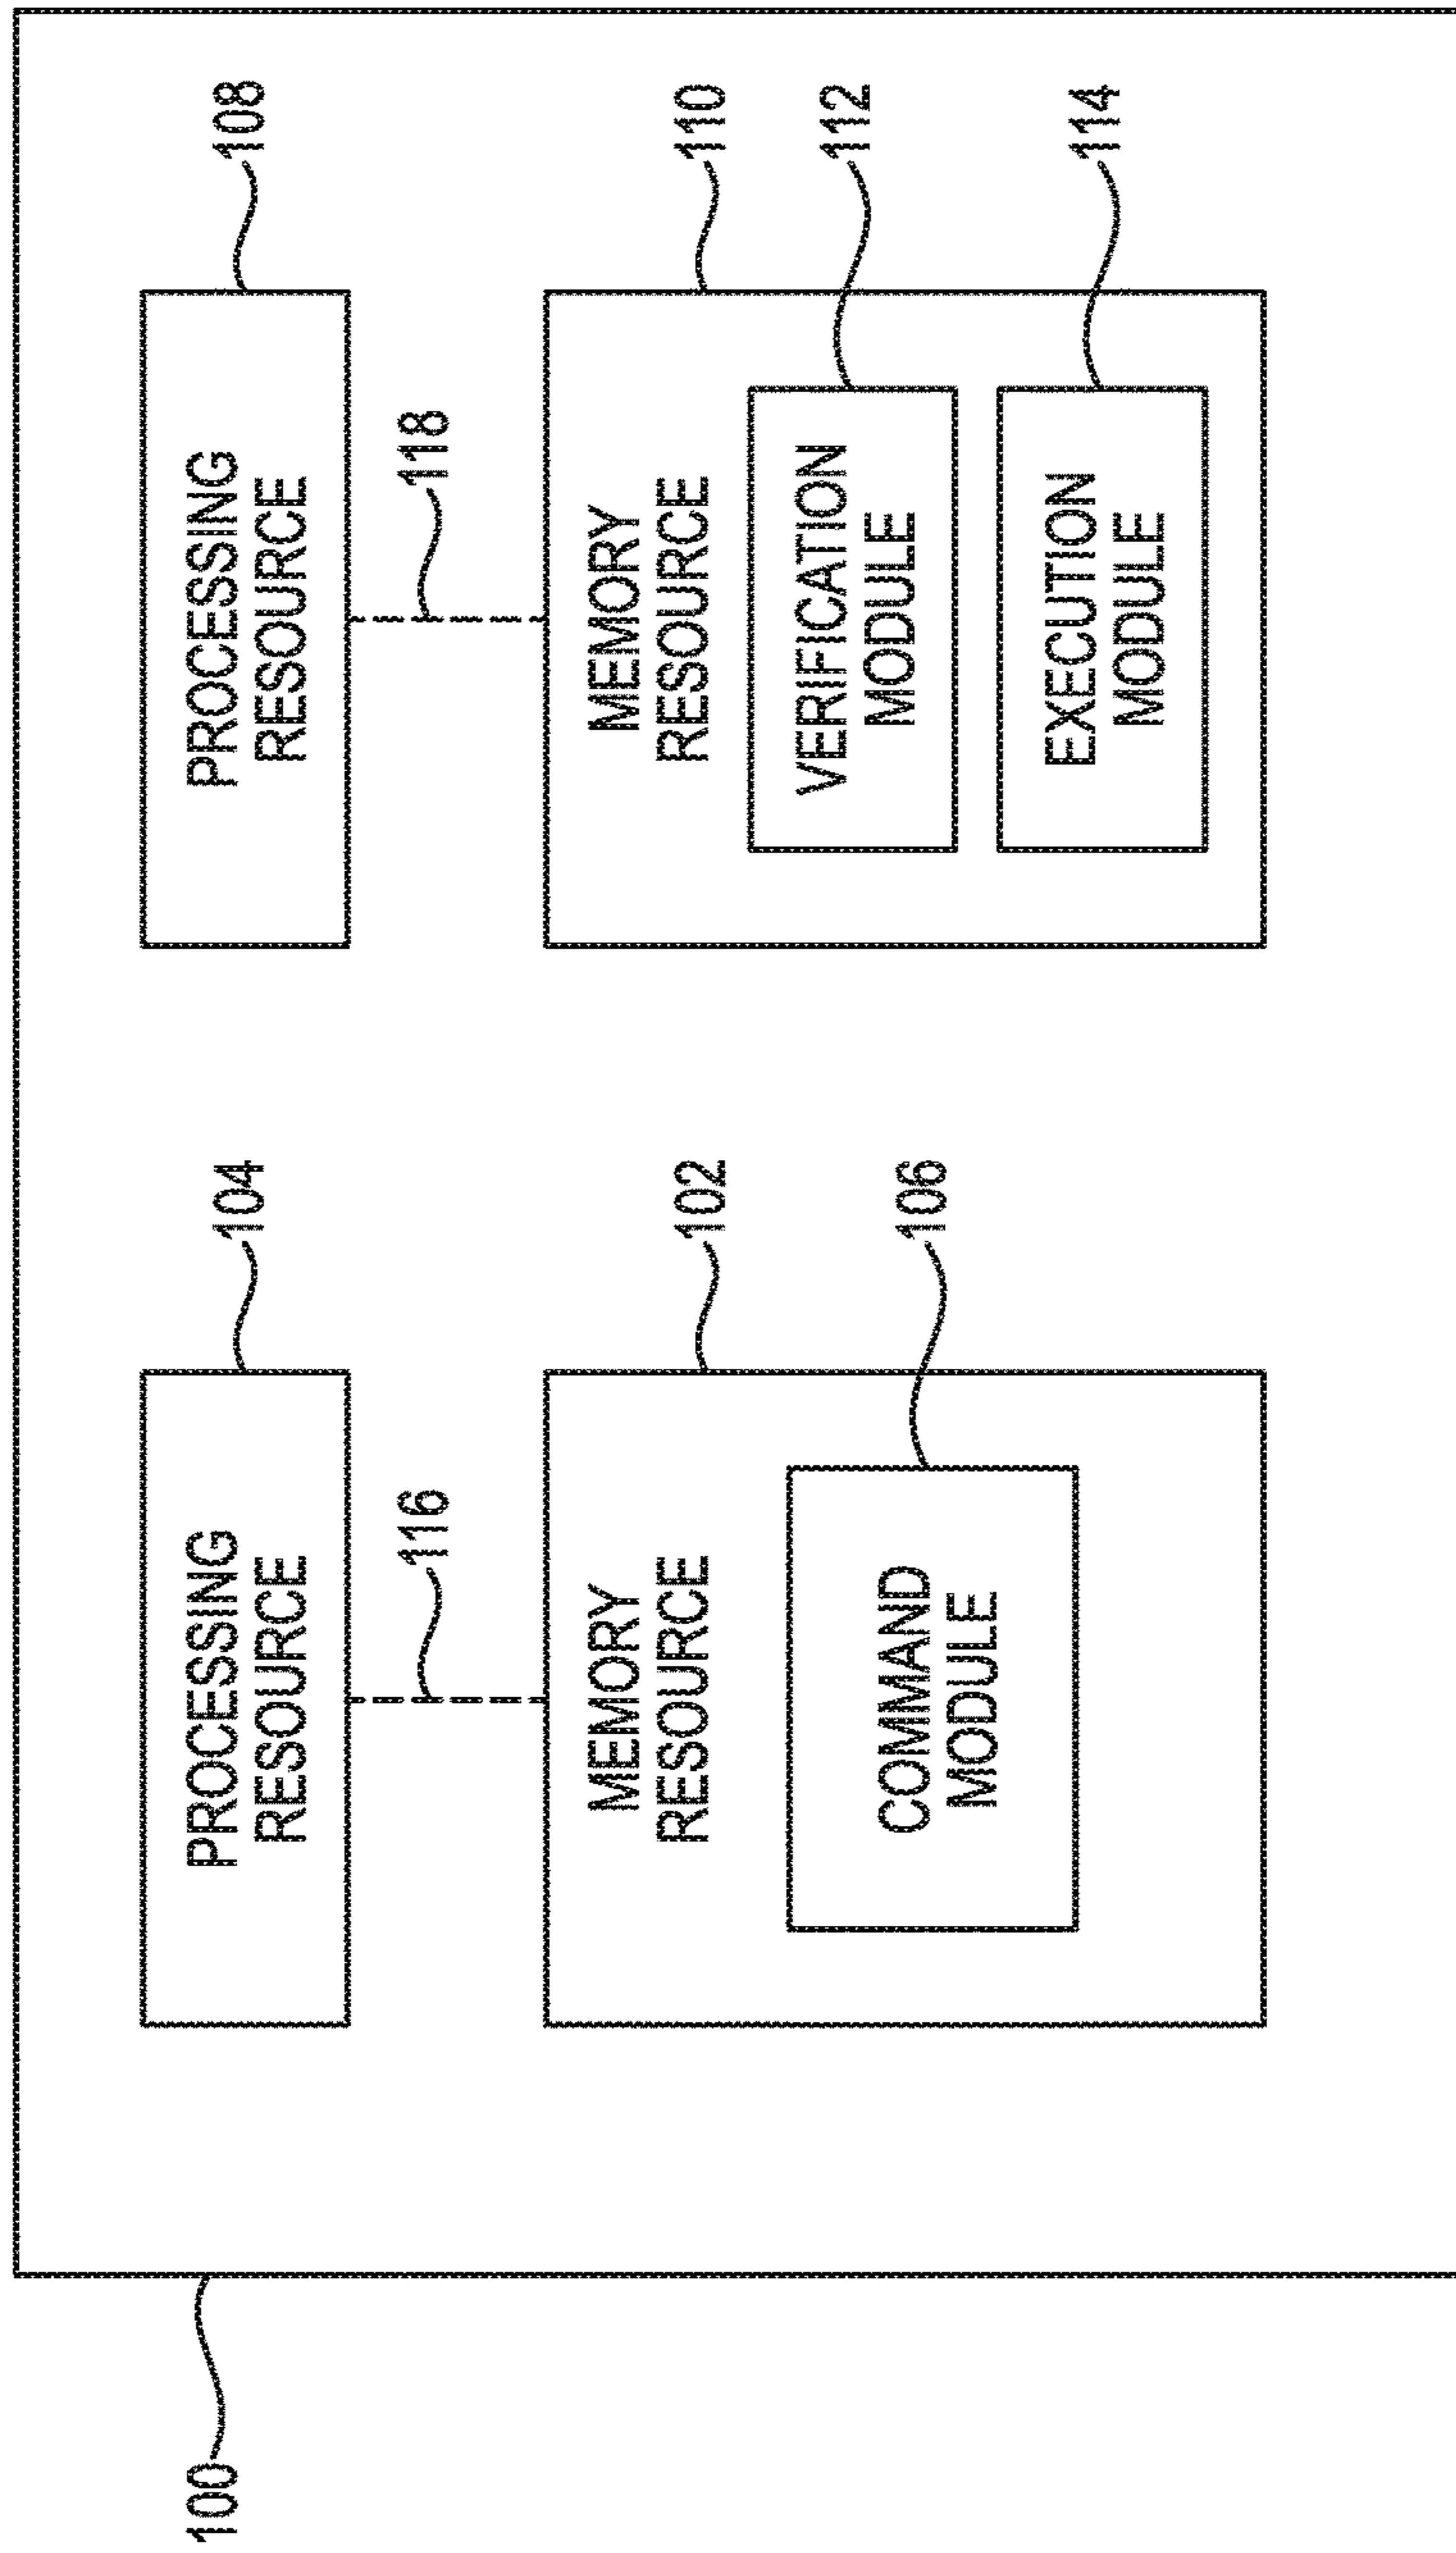 100
PROCESSING
RESOURCE
104
116
MEMORY
RESOURCE
102
COMMAND
MODULE
106
PROCESSING
RESOURCE
108
118
MEMORY
RESOURCE
110
VERIFICATION
MODULE
112
EXECUTION
MODULE
114